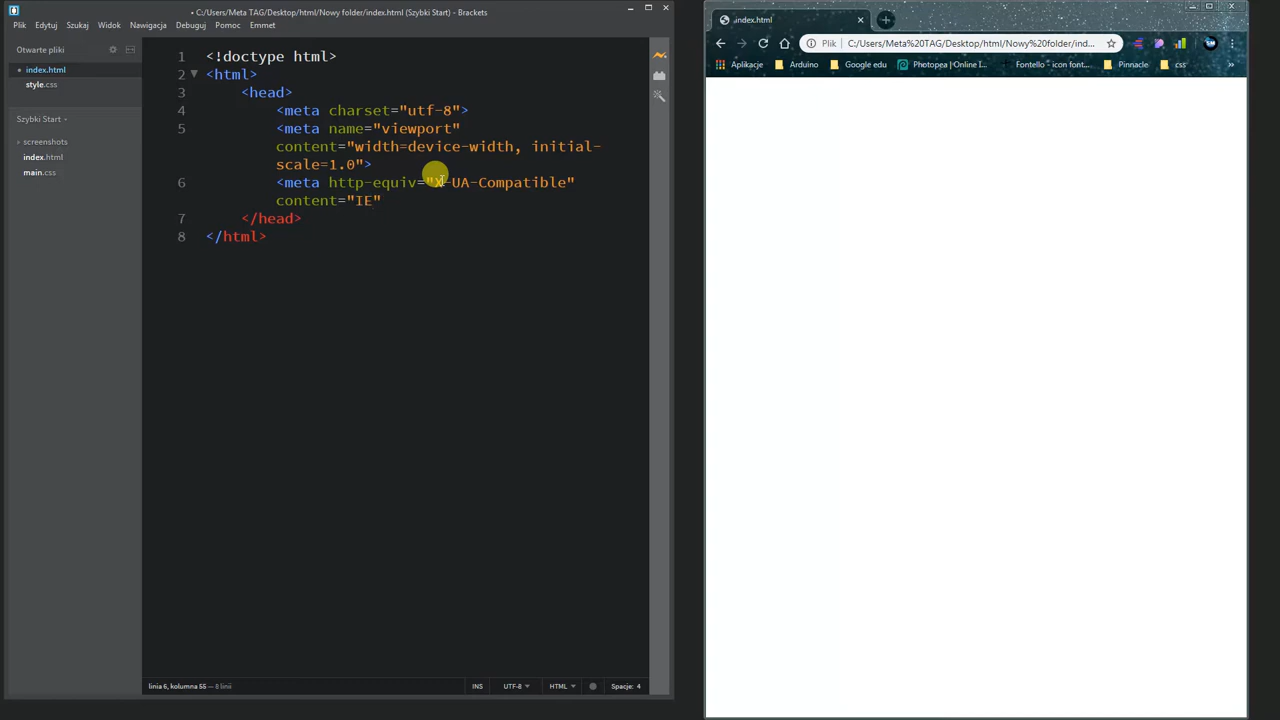 • C:/Users/Meta TAG/Desktop/html/Nowy folder/index.html (Szybki Start) - Brackets
Plik Edytuj Szukaj Widok Nawigacja Debuguj Pomoc Emmet
Otwarte pliki
index.html
style.css
Szybki Start
screenshots
index.html
main.css
1 <!doctype html>
2 <html>
3 <head>
4 <meta charset="utf-8">
5 <meta name="viewport"
content="width=device-width, initial-
scale=1.0">
6 <meta http-equiv="X-UA-Compatible"
content="IE"
7 </head>
8 </html>
linia 6, kolumna 55 — 8 linii
INS UTF-8 HTML Spacje: 4
index.html
Plik C:/Users/Meta%20TAG/Desktop/html/Nowy%20folder/ind...
Aplikacje Arduino Google edu Photopea | Online I... Fontello - icon font... Pinnacle css »